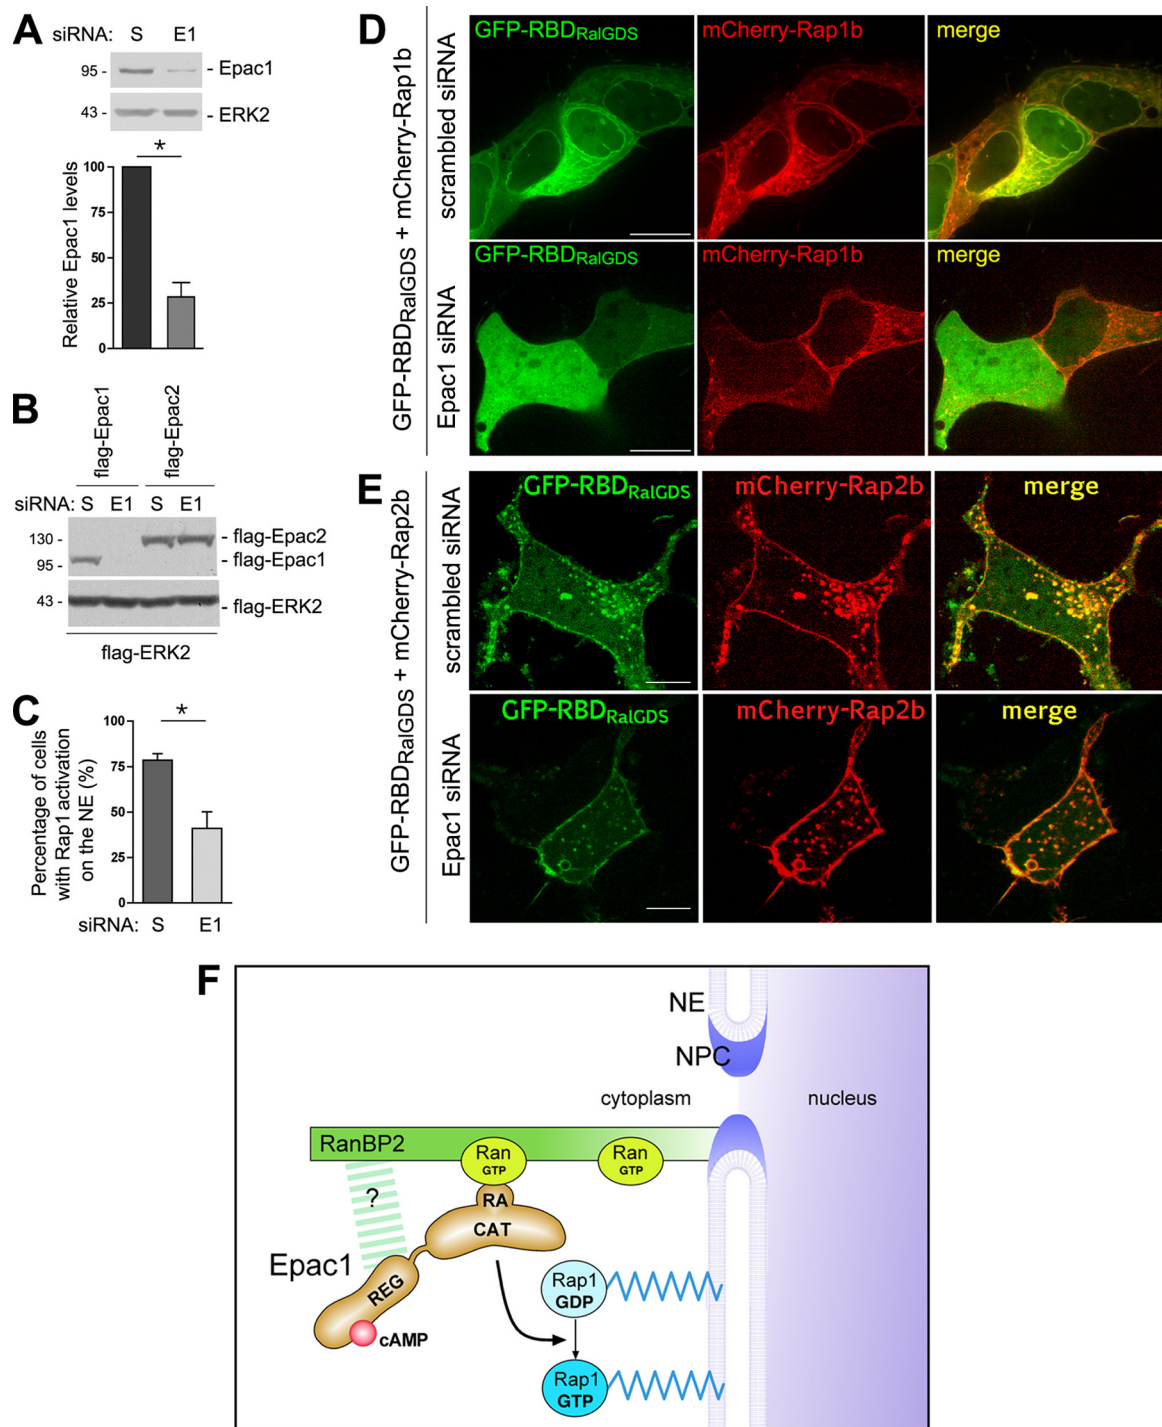 A
siRNA: S E1
95 - - Epac1
43 - - ERK2
*
Relative Epac1 levels
100
75
50
25
0
B
flag-Epac1
flag-Epac2
siRNA: S E1 S E1
130 - - flag-Epac2
95 - - flag-Epac1
43 - - flag-ERK2
flag-ERK2
C
Percentage of cells
with Rap1 activation
on the NE (%)
100
75
50
25
0
*
siRNA: S E1
D
GFP-RBDRalGDS + mCherry-Rap1b
scrambled siRNA
GFP-RBDRalGDS mCherry-Rap1b merge
Epac1 siRNA
GFP-RBDRalGDS mCherry-Rap1b merge
E
GFP-RBDRalGDS + mCherry-Rap2b
scrambled siRNA
GFP-RBDRalGDS mCherry-Rap2b merge
Epac1 siRNA
GFP-RBDRalGDS mCherry-Rap2b merge
F
NE
NPC
cytoplasm nucleus
RanBP2
Ran
GTP
Ran
GTP
?
RA
CAT
Epac1
REG
cAMP
Rap1
GDP
Rap1
GTP